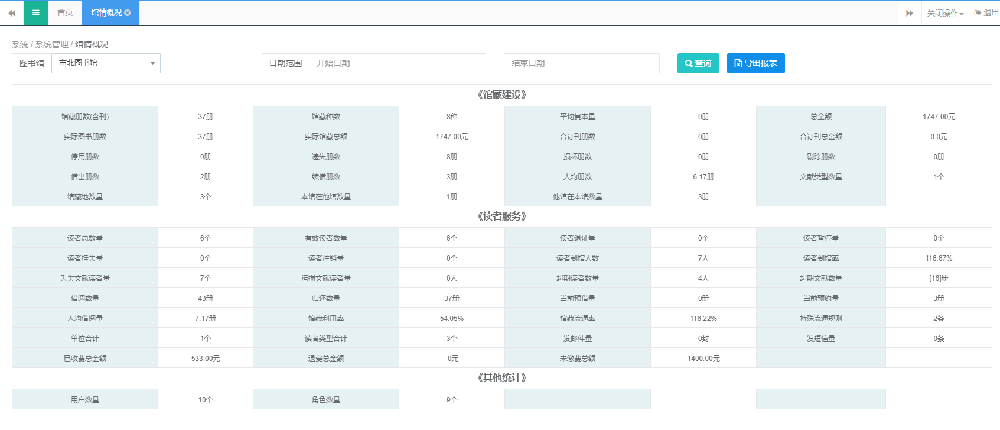 首页 馆情概况 关闭操作 退出
系统 / 系统管理 / 馆情概况
图书馆 市北图书馆 日期范围 开始日期 结束日期 查询 导出报表
《馆藏建设》
馆藏册数(含刊) 37册 馆藏种数 8种 平均复本量 0册 总金额 1747.00元
实际图书册数 37册 实际馆藏总额 1747.00元 合订刊册数 0册 合订刊总金额 0.0元
停用册数 0册 遗失册数 8册 损坏册数 0册 剔除册数 0册
借出册数 2册 续借册数 3册 人均册数 6.17册 文献类型数量 1个
馆藏地数量 3个 本馆在他馆数量 1册 他馆在本馆数量 3册
《读者服务》
读者总数量 6个 有效读者数量 6个 读者退证量 0个 读者暂停量 0个
读者挂失量 0个 读者注销量 0个 读者到馆人数 7人 读者到馆率 116.67%
丢失文献读者量 7个 污损文献读者量 0人 超期读者数量 4人 超期文献数量 [16]册
借阅数量 43册 归还数量 37册 当前预借量 0册 当前预约量 3册
人均借阅量 7.17册 馆藏利用率 54.05% 馆藏流通率 116.22% 特殊流通规则 2条
单位合计 1个 读者类型合计 3个 发邮件量 0封 发短信量 0条
已收费总金额 533.00元 退费总金额 -0元 未缴费总额 1400.00元
《其他统计》
用户数量 10个 角色数量 9个